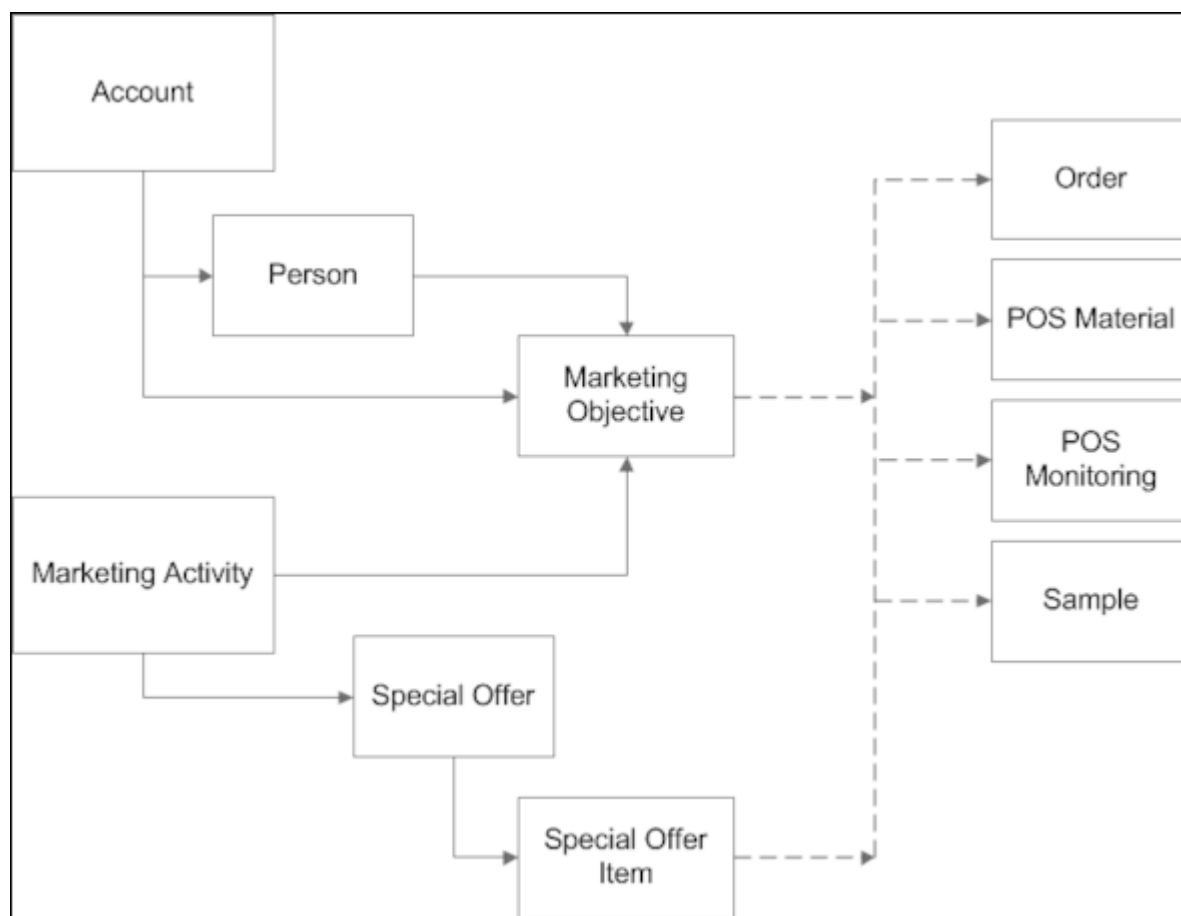 Account
Person
Order
POS Material
Marketing
Objective
POS
Monitoring
Marketing Activity
Sample
Special Offer
Special Offer
Item